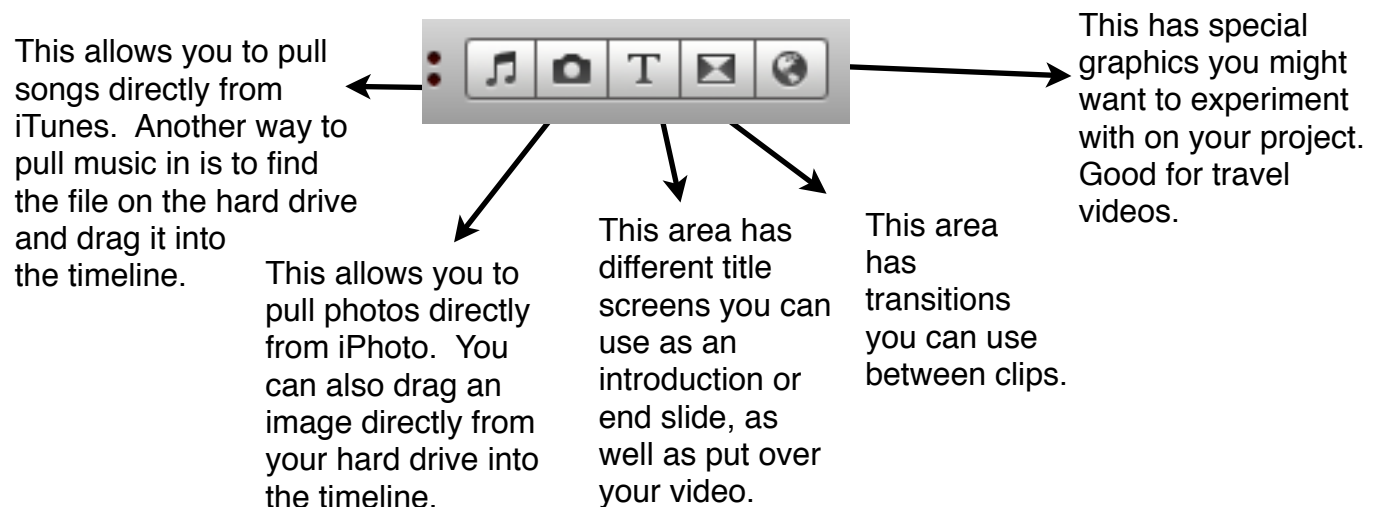 This allows you to pull
songs directly from
iTunes.  Another way to
pull music in is to find
the file on the hard drive
and drag it into
the timeline.
T
This allows you to
pull photos directly
from iPhoto.  You
can also drag an
image directly from
your hard drive into
the timeline.
This area has
different title
screens you can
use as an
introduction or
end slide, as
well as put over
your video.
This area
has
transitions
you can use
between clips.
This has special
graphics you might
want to experiment
with on your project.
Good for travel
videos.